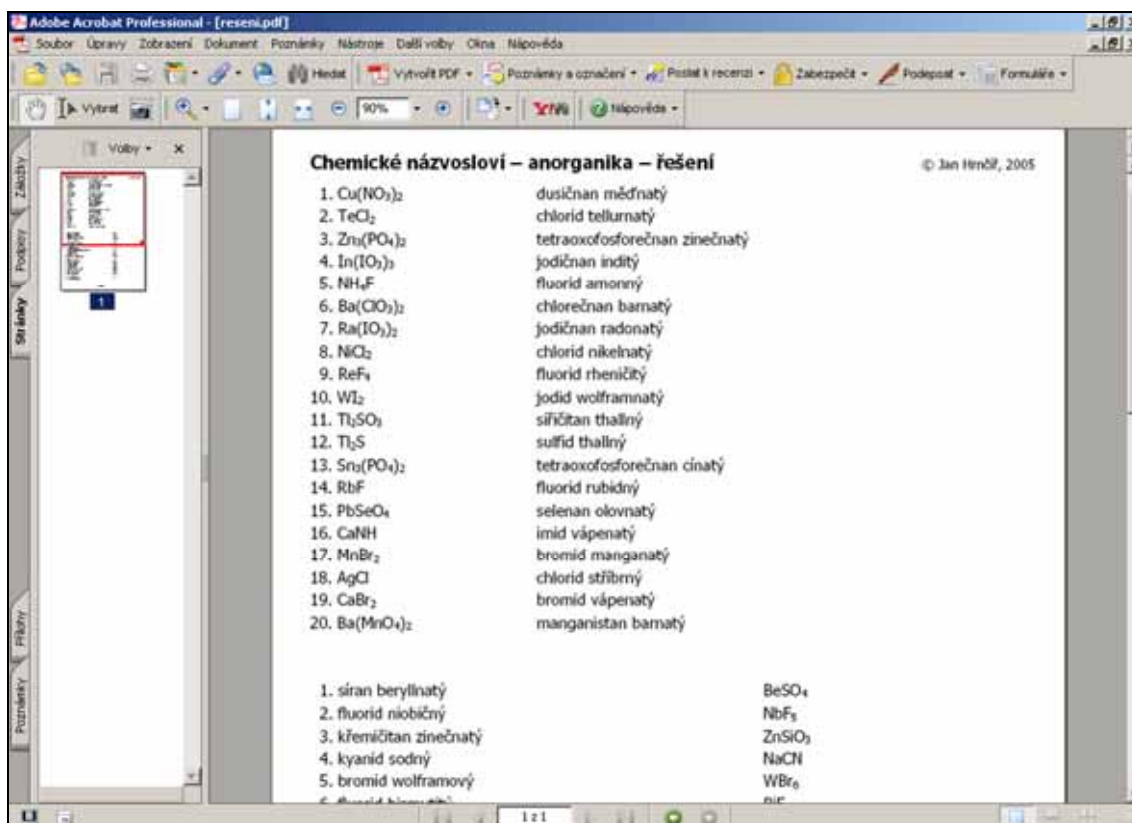 Adobe Acrobat Professional - [reseni.pdf]
Soubor Úpravy Zobrazení Dokument Poznámky Nástroje Další volby Okna Nápověda
Hledat Vytvořit PDF Poznámky a označení Poslat k recenzi Zabezpečit Podepsat Formuláře
Vybrat 90% Nápověda
Záložky
Podpisy
Stránky
Přílohy
Poznámky
Volby
1
Chemické názvosloví – anorganika – řešení © Jan Hrnčíř, 2005
1. Cu(NO₃)₂ dusičnan měďnatý
2. TeCl₂ chlorid tellurnatý
3. Zn₃(PO₄)₂ tetraoxofosforečnan zinečnatý
4. In(IO₃)₃ jodičnan inditý
5. NH₄F fluorid amonný
6. Ba(ClO₃)₂ chlorečnan barnatý
7. Ra(IO₃)₂ jodičnan radonatý
8. NiCl₂ chlorid nikelnatý
9. ReF₄ fluorid rheničitý
10. WI₂ jodid wolframnatý
11. Tl₂SO₃ siřičitan thallný
12. Tl₂S sulfid thallný
13. Sn₃(PO₄)₂ tetraoxofosforečnan cínatý
14. RbF fluorid rubidný
15. PbSeO₄ selenan olovnatý
16. CaNH imid vápenatý
17. MnBr₂ bromid manganatý
18. AgCl chlorid stříbrný
19. CaBr₂ bromid vápenatý
20. Ba(MnO₄)₂ manganistan barnatý
1. síran beryllnatý BeSO₄
2. fluorid niobičný NbF₅
3. křemičitan zinečnatý ZnSiO₃
4. kyanid sodný NaCN
5. bromid wolframový WBr₆
1 z 1